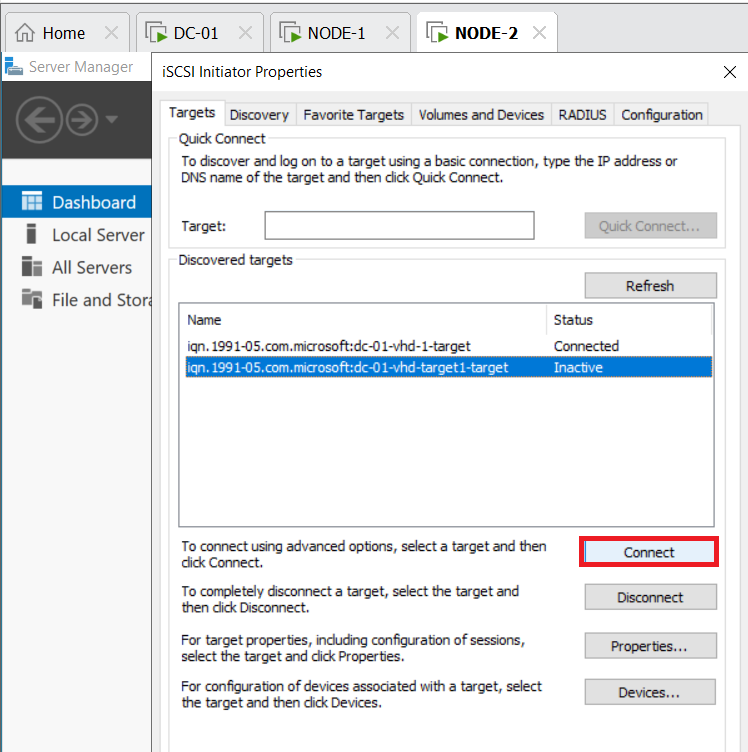 Home
DC-01
NODE-1
NODE-2
Server Manager
iSCSI Initiator Properties
Targets
Discovery
Favorite Targets
Volumes and Devices
RADIUS
Configuration
Quick Connect
To discover and log on to a target using a basic connection, type the IP address or
DNS name of the target and then click Quick Connect.
Target:
Quick Connect...
Dashboard
Local Server
All Servers
File and Stora
Discovered targets
Refresh
Name
Status
iqn.1991-05.com.microsoft:dc-01-vhd-1-target
Connected
iqn.1991-05.com.microsoft:dc-01-vhd-target1-target
Inactive
To connect using advanced options, select a target and then
click Connect.
Connect
To completely disconnect a target, select the target and
then click Disconnect.
Disconnect
For target properties, including configuration of sessions,
select the target and click Properties.
Properties...
For configuration of devices associated with a target, select
the target and then click Devices.
Devices...